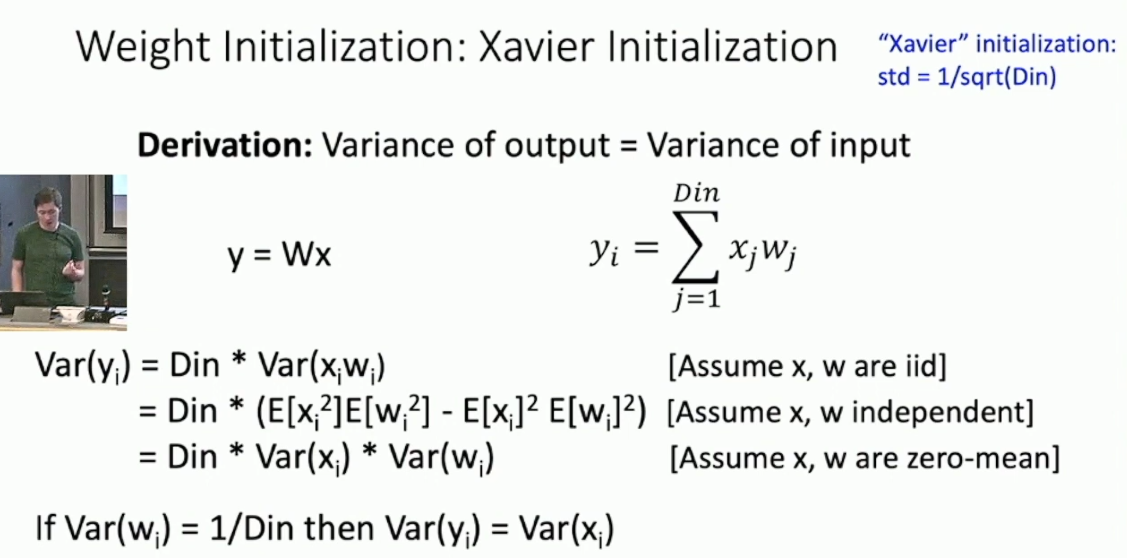 Weight Initialization: Xavier Initialization
"Xavier" initialization:
std = 1/sqrt(Din)
Derivation: Variance of output = Variance of input
y = Wx
yᵢ = ∑_{j=1}^{Din} xⱼwⱼ
Var(yᵢ) = Din * Var(xᵢwᵢ) [Assume x, w are iid]
= Din * (E[xᵢ²]E[wᵢ²] - E[xᵢ]² E[wᵢ]²) [Assume x, w independent]
= Din * Var(xᵢ) * Var(wᵢ) [Assume x, w are zero-mean]
If Var(wᵢ) = 1/Din then Var(yᵢ) = Var(xᵢ)